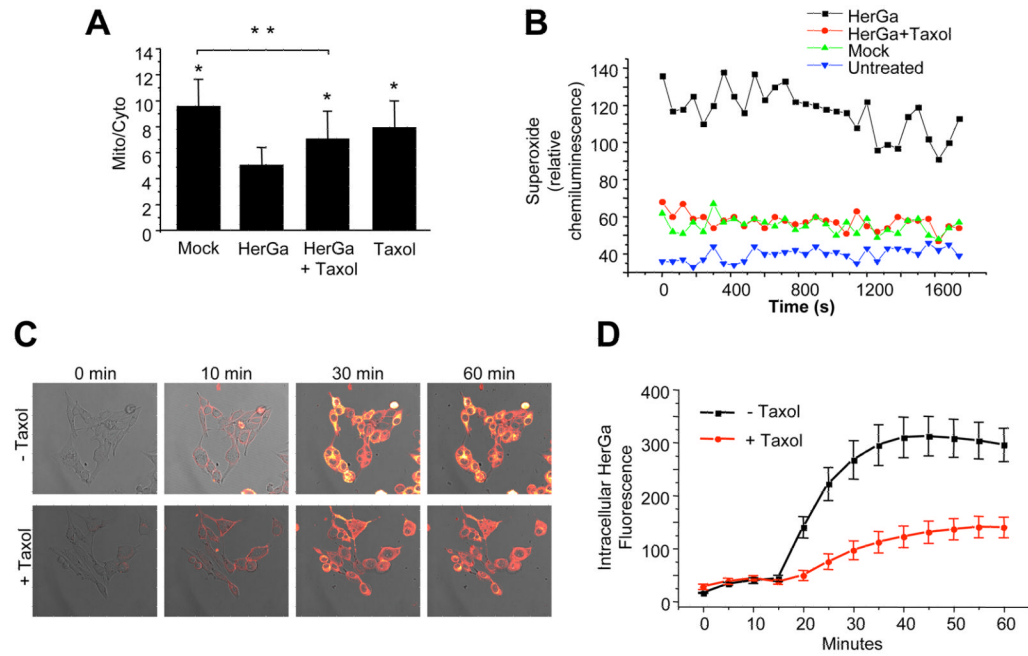 A
* *
*
*
*
Mito/Cyto
14
12
10
8
6
4
2
0
Mock
HerGa
HerGa
+ Taxol
Taxol
B
HerGa
HerGa+Taxol
Mock
Untreated
Superoxide
(relative
chemiluminescence)
140
120
100
80
60
40
0
400
800
1200
1600
Time (s)
C
0 min
10 min
30 min
60 min
- Taxol
+ Taxol
D
- Taxol
+ Taxol
Intracellular HerGa
Fluorescence
400
300
200
100
0
0
10
20
30
40
50
60
Minutes